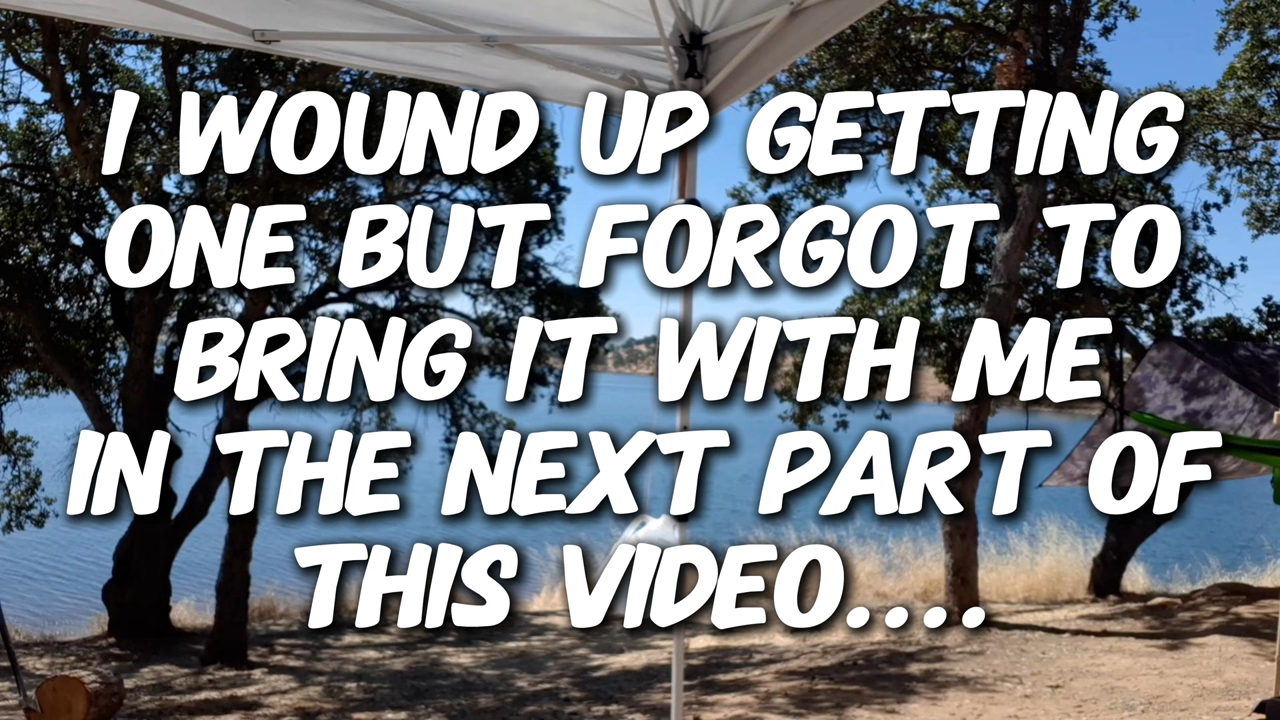 I WOUND UP GETTING
ONE BUT FORGOT TO
BRING IT WITH ME
IN THE NEXT PART OF
THIS VIDEO....